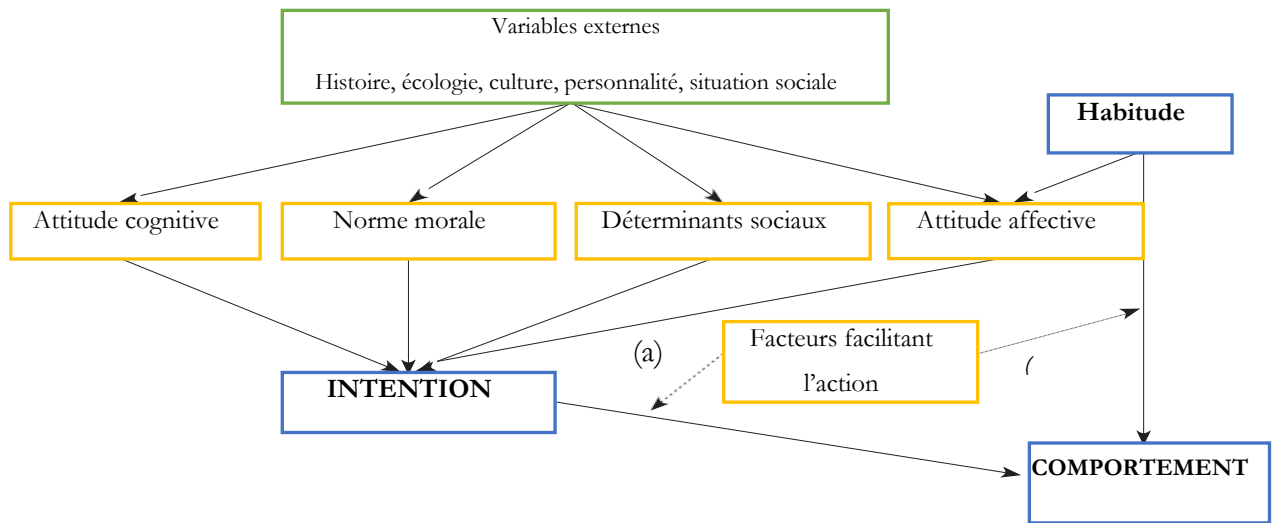 Variables externes
Histoire, écologie, culture, personnalité, situation sociale
Habitude
Attitude cognitive
Norme morale
Déterminants sociaux
Attitude affective
(a)
Facteurs facilitant
l’action
(
INTENTION
COMPORTEMENT